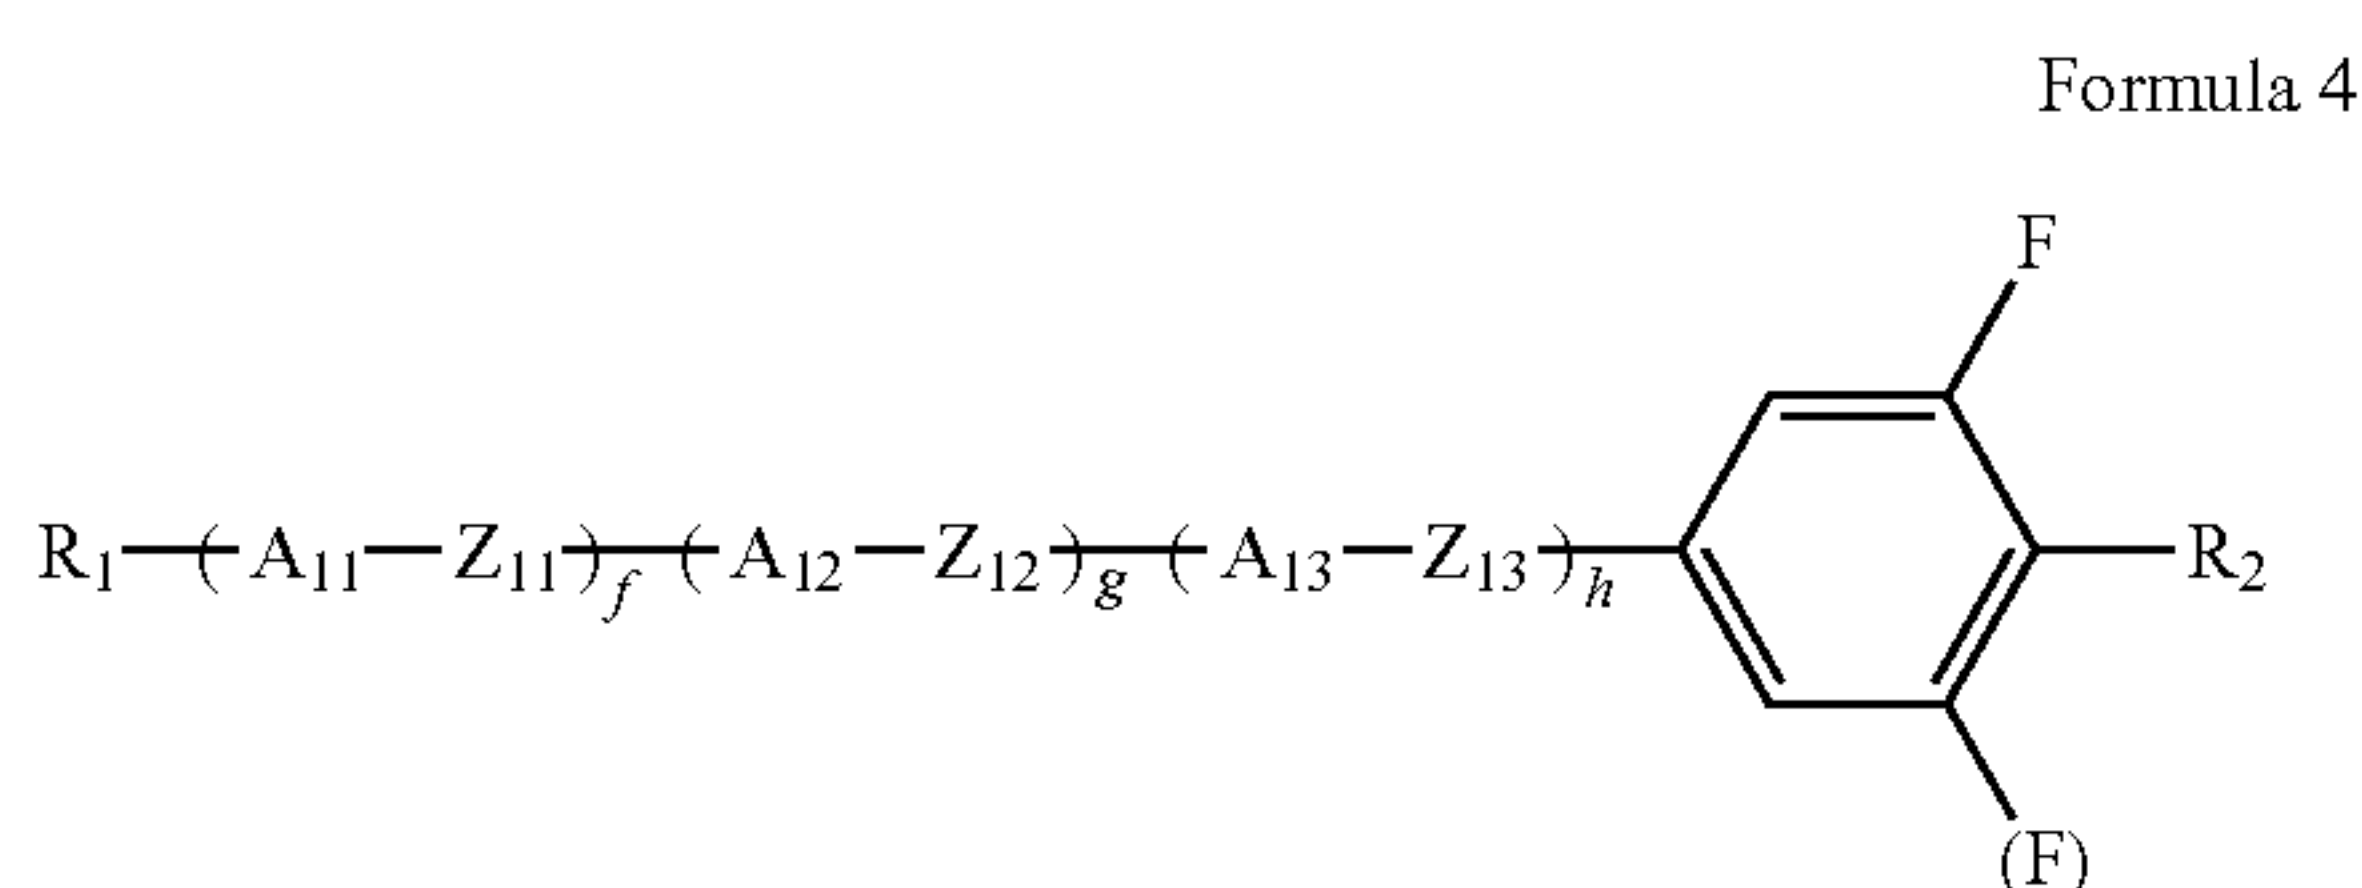 Formula 4
F
R₁—(A₁₁—Z₁₁)f—(A₁₂—Z₁₂)g—(A₁₃—Z₁₃)h—R₂
(F)